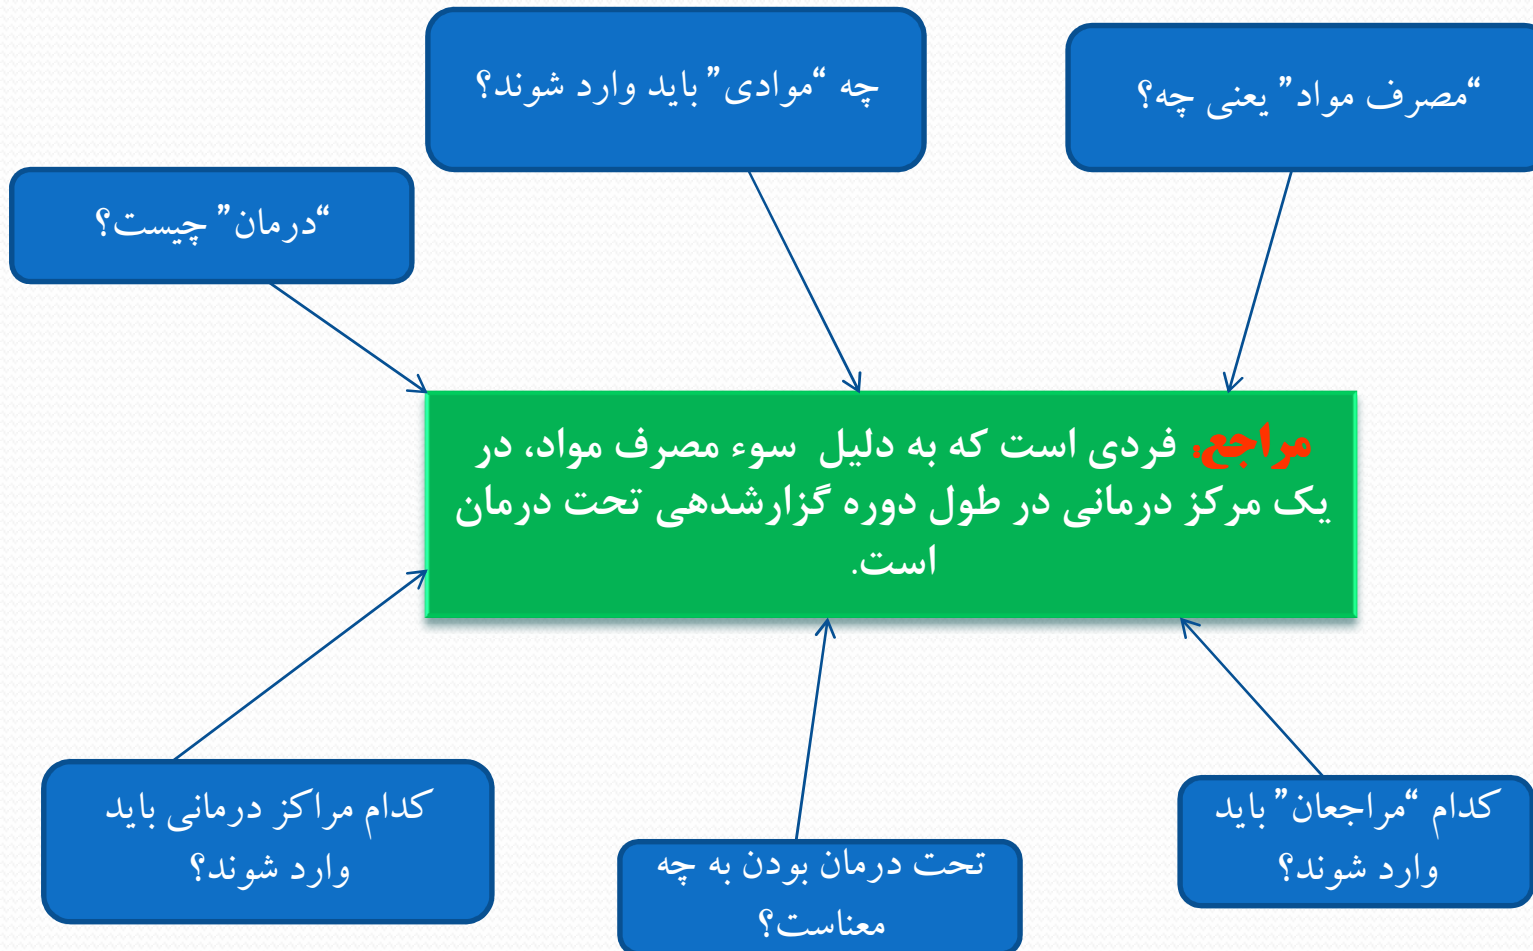 “مصرف مواد” یعنی چه؟
چه “موادی” باید وارد شوند؟
“درمان” چیست؟
مراجع: فردی است که به دلیل سوء مصرف مواد، در
یک مرکز درمانی در طول دوره گزارشدهی تحت درمان
است.
کدام “مراجعان” باید
وارد شوند؟
تحت درمان بودن به چه
معناست؟
کدام مراکز درمانی باید
وارد شوند؟